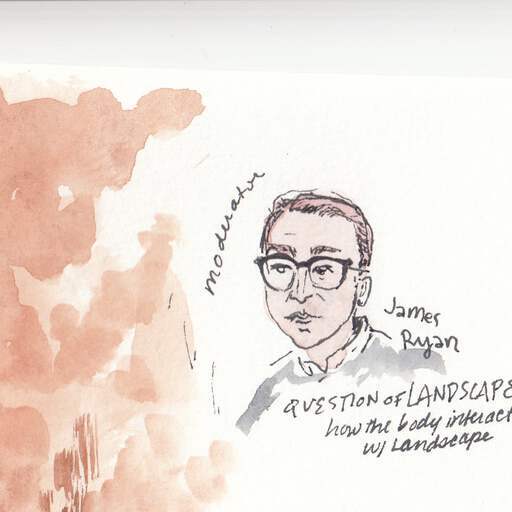 moderator
James
Ryan
QUESTION OF LANDSCAPE
how the body interact
w/ Landscape